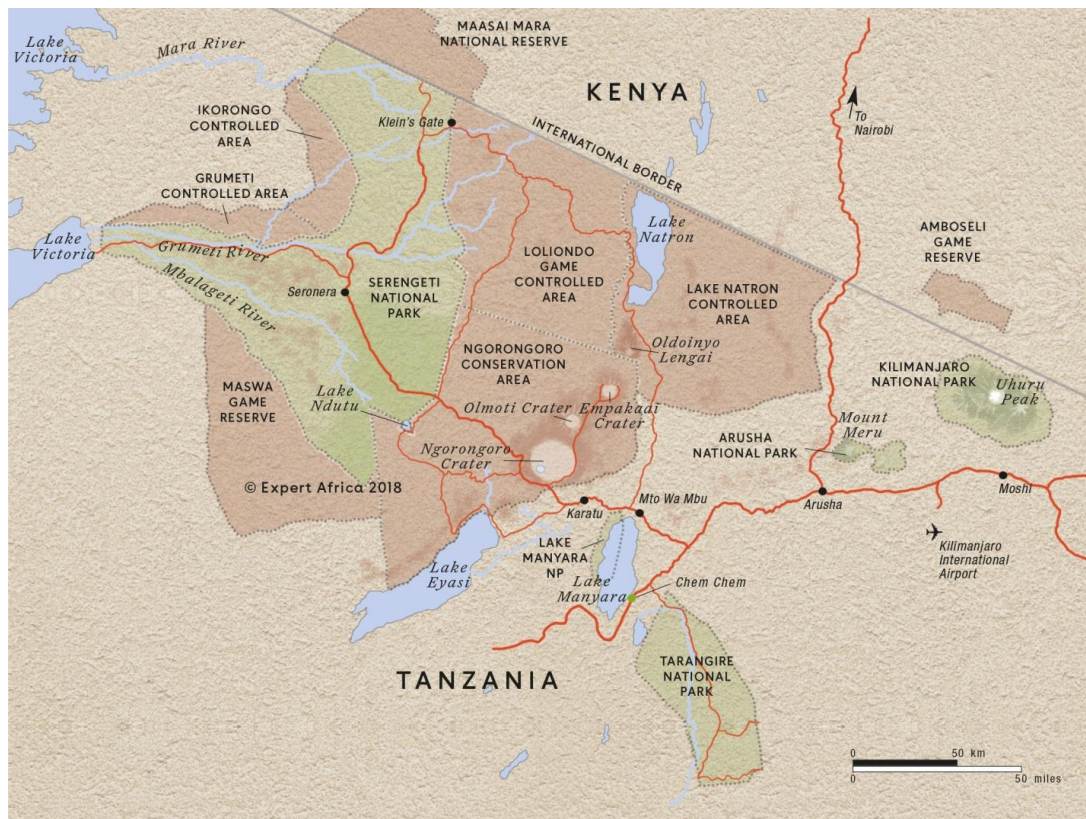 MAASAI MARA
NATIONAL RESERVE
Lake
Victoria
Mara River
KENYA
To
Nairobi
IKORONGO
CONTROLLED
AREA
Klein's Gate
INTERNATIONAL BORDER
GRUMETI
CONTROLLED AREA
Lake
Victoria
Grumeti River
Lake
Natron
AMBOSELI
GAME
RESERVE
Mbalageti River
Seronera
SERENGETI
NATIONAL
PARK
LOLIONDO
GAME
CONTROLLED
AREA
LAKE NATRON
CONTROLLED
AREA
Oldoinyo
Lengai
NGORONGORO
CONSERVATION
AREA
KILIMANJARO
NATIONAL PARK
Uhuru
Peak
MASWA
GAME
RESERVE
Lake
Ndutu
Olmoti Crater
Empakaai
Crater
Mount
Meru
ARUSHA
NATIONAL PARK
Ngorongoro
Crater
© Expert Africa 2018
Karatu
Mto Wa Mbu
Arusha
Moshi
Kilimanjaro
International
Airport
LAKE
MANYARA
NP
Lake
Eyasi
Lake
Manyara
Chem Chem
TANZANIA
TARANGIRE
NATIONAL
PARK
0 50 km
0 50 miles